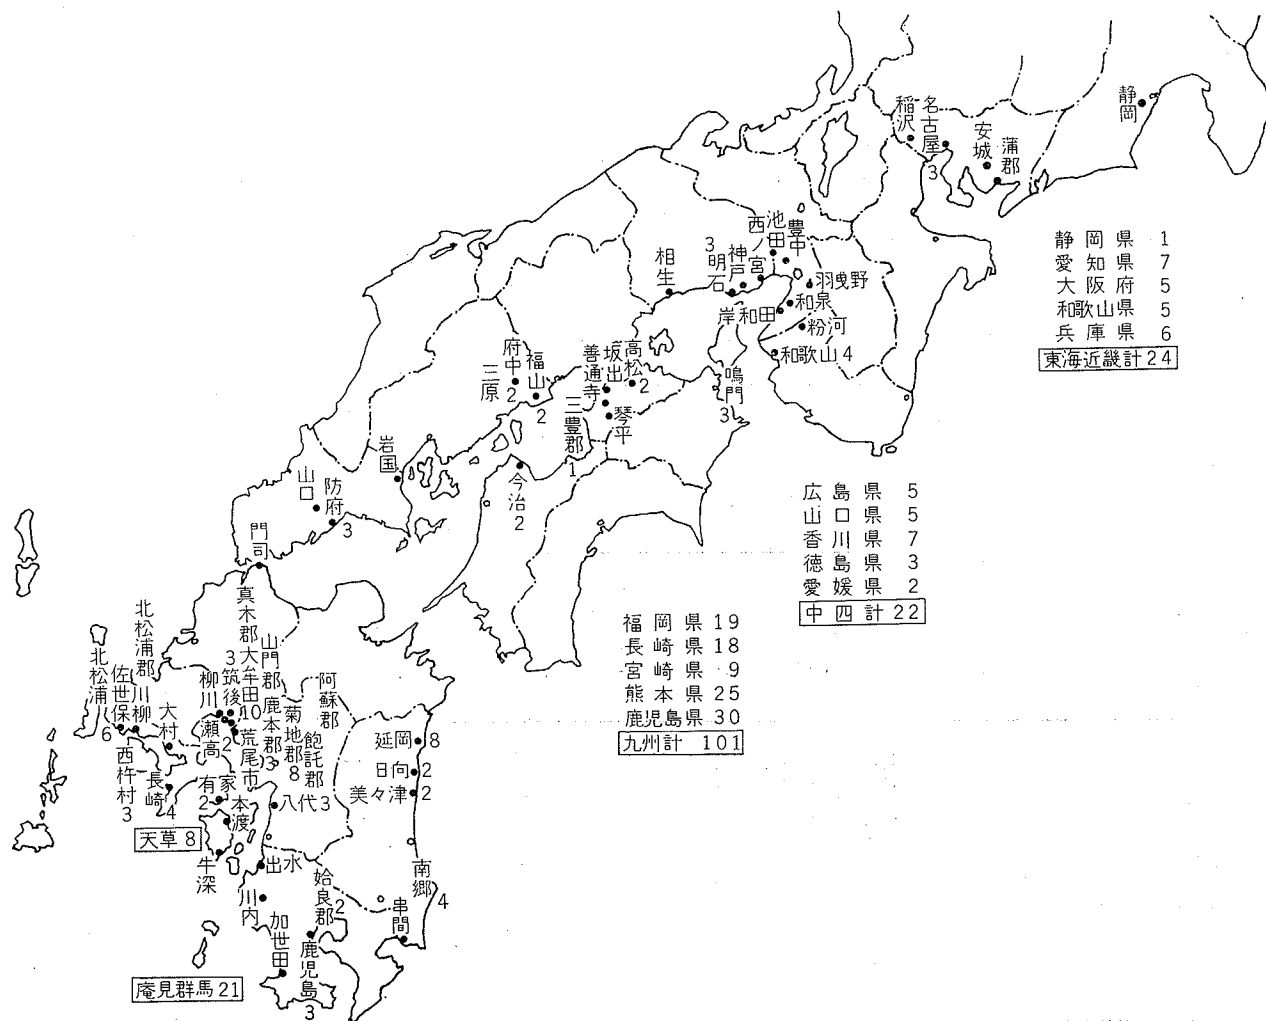 静岡
稲沢
名古屋
3
安城
蒲郡
静岡県 1
愛知県 7
大阪府 5
和歌山県 5
兵庫県 6
東海近畿計 24
池田
豊中
西ノ宮
神戸
明石
3
相生
羽曳野
和泉
岸和田
粉河
和歌山 4
鳴門
3
高松
2
坂出
善通寺
琴平
三豊郡
1
福山
2
府中
2
三原
今治
2
岩国
防府
3
山口
広島県 5
山口県 5
香川県 7
徳島県 3
愛媛県 2
中四計 22
門司
福岡県 19
長崎県 18
宮崎県 9
熊本県 25
鹿児島県 30
九州計 101
真木郡
大牟田
10
山門郡
鹿本郡
3
阿蘇郡
菊地郡
8
飽託郡
筑後
3
柳川
瀬高
2
荒尾市
北松浦郡
川柳
北松浦
佐世保
6
大村
西杵村
3
長崎
4
有家
2
本渡
天草 8
牛深
八代 3
延岡 8
日向 2
美々津 2
南郷
4
串間
出水
川内
加世田
姶良郡
2
鹿児島
3
庵見群馬 21